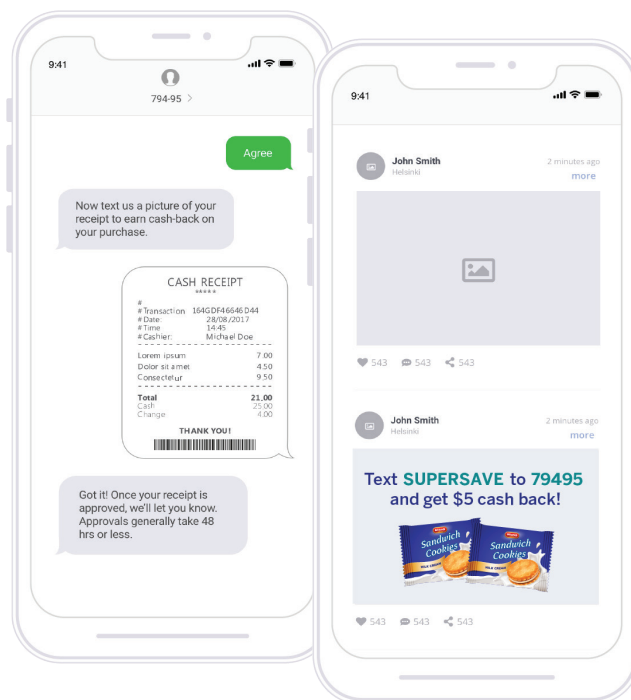 9:41
794-95 >
Agree
Now text us a picture of your
receipt to earn cash-back on
your purchase.
CASH RECEIPT
*****
#
#Transaction 164GDF46646D44
#Date: 28/08/2017
#Time 14:45
#Cashier: Michael Doe
Lorem ipsum 7.00
Dolor sit amet 4.50
Consectetur 9.50
Total 21,00
Cash 25,00
Change 4,00
THANK YOU!
Got it! Once your receipt is
approved, we'll let you know.
Approvals generally take 48
hrs or less.
9:41
John Smith 2 minutes ago
Helsinki more
543 543 543
John Smith 2 minutes ago
Helsinki more
Text SUPERSAVE to 79495
and get $5 cash back!
Sandwich
Cookies
MILK CREAM
Sandwich
Cookies
543 543 543